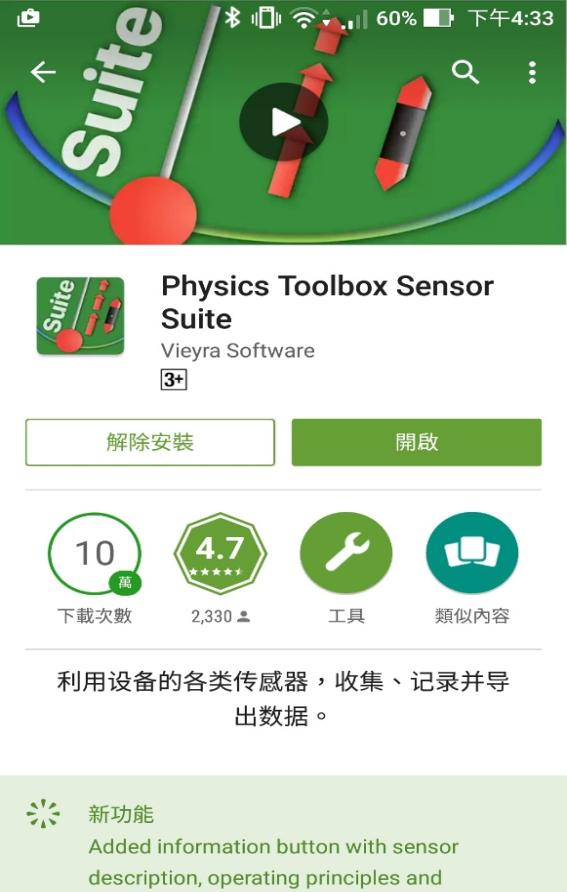 60% 下午4:33
Suite
Suite
Physics Toolbox Sensor
Suite
Vieyra Software
3+
解除安裝
開啟
10
萬
4.7
下載次數
2,330
工具
類似內容
利用设备的各类传感器，收集、记录并导
出数据。
新功能
Added information button with sensor
description, operating principles and